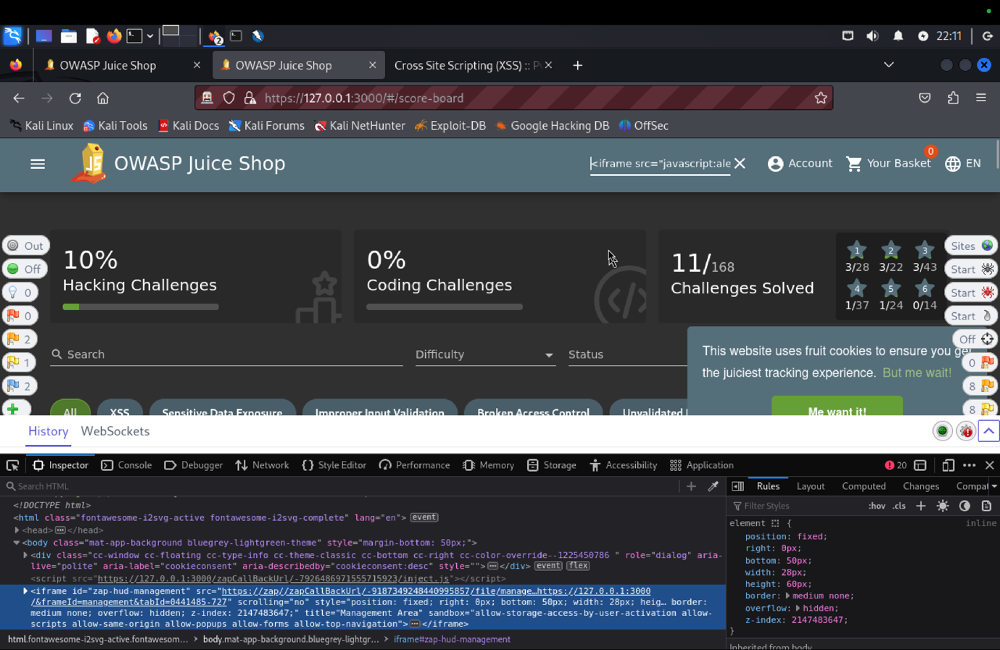 22:11
OWASP Juice Shop
OWASP Juice Shop
Cross Site Scripting (XSS) ::
https://127.0.0.1:3000/#/score-board
Kali Linux Kali Tools Kali Docs Kali Forums Kali NetHunter Exploit-DB Google Hacking DB OffSec
OWASP Juice Shop
<iframe src="javascript:ale
Account
0
Your Basket
EN
10%
Hacking Challenges
0%
Coding Challenges
11/168
Challenges Solved
1 2 3
3/28 3/22 3/43
4 5 6
1/37 1/24 0/14
Out
Off
0
0
2
1
2
Sites
Start
Start
Start
Off
0
8
8
Search
Difficulty
Status
This website uses fruit cookies to ensure you get
the juiciest tracking experience. But me wait!
Me want it!
All XSS Sensitive Data Exposure Improper Input Validation Broken Access Control Unvalidated
History WebSockets
Inspector Console Debugger Network Style Editor Performance Memory Storage Accessibility Application 20
Search HTML
<!DOCTYPE html>
<html class="fontawesome-i2svg-active fontawesome-i2svg-complete" lang="en"> event
<head> </head>
<body class="mat-app-background bluegrey-lightgreen-theme" style="margin-bottom: 50px;">
<div class="cc-window cc-floating cc-type-info cc-theme-classic cc-bottom cc-right cc-color-override--1225450786 " role="dialog" aria-
live="polite" aria-label="cookieconsent" aria-describedby="cookieconsent:desc" style=""> </div> event flex
<script src="https://127.0.0.1:3000/zapCallBackUrl/-7926486971555715923/inject.js"></script>
<iframe id="zap-hud-management" src="https://zap//zapCallBackUrl/-9187349248440995857/file/manage…https://127.0.0.1:3000
/&frameId=management&tabId=0441485-727" scrolling="no" style="position: fixed; right: 0px; bottom: 50px; width: 28px; heig… border:
medium none; overflow: hidden; z-index: 2147483647;" title="Management Area" sandbox="allow-storage-access-by-user-activation allow-
scripts allow-same-origin allow-popups allow-forms allow-top-navigation"> </iframe>
html.fontawesome-i2svg-active.fontawesom… body.mat-app-background.bluegrey-lightgr… iframe#zap-hud-management
Rules Layout Computed Changes Compat
Filter Styles :hov .cls
element { inline
position: fixed;
right: 0px;
bottom: 50px;
width: 28px;
height: 60px;
border: medium none;
overflow: hidden;
z-index: 2147483647;
}
Inherited from body